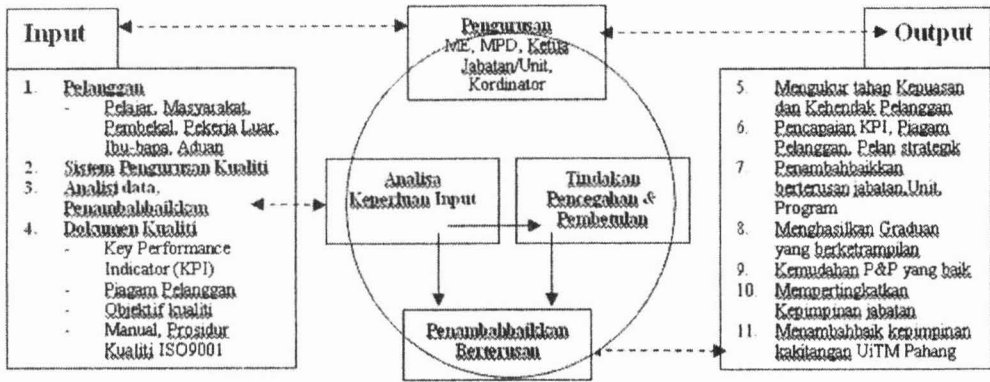 Input
1. Pelanggan
- Pelajar, Masyarakat,
Pembekal, Pekerja Luar,
Ibu-bapa, Aduan
2. Sistem Pengurusan Kualiti
3. Analisi data,
Penambahbaikkan
4. Dokumen Kualiti
- Key Performance
Indicator (KPI)
- Piagam Pelanggan
- Objektif kualiti
- Manual, Prosidur
Kualiti ISO9001
Pengurusan
ME, MPD, Ketua
Jabatan/Unit,
Kordinator
Analisa
Keperluan Input
Tindakan
Pencegahan &
Pembetulan
Penambahbaikkan
Berterusan
Output
5. Mengukur tahap Kepuasan
dan Kehendak Pelanggan
6. Pencapaian KPI, Piagam
Pelanggan, Pelan strategik
7. Penambahbaikkan
berterusan jabatan, Unit,
Program
8. Menghasilkan Graduan
yang berketrampilan
9. Kemudahan P&P yang baik
10. Mempertingkatkan
Kepimpinan jabatan
11. Menambahbaik kepimpinan
kakitangan UiTM Pahang